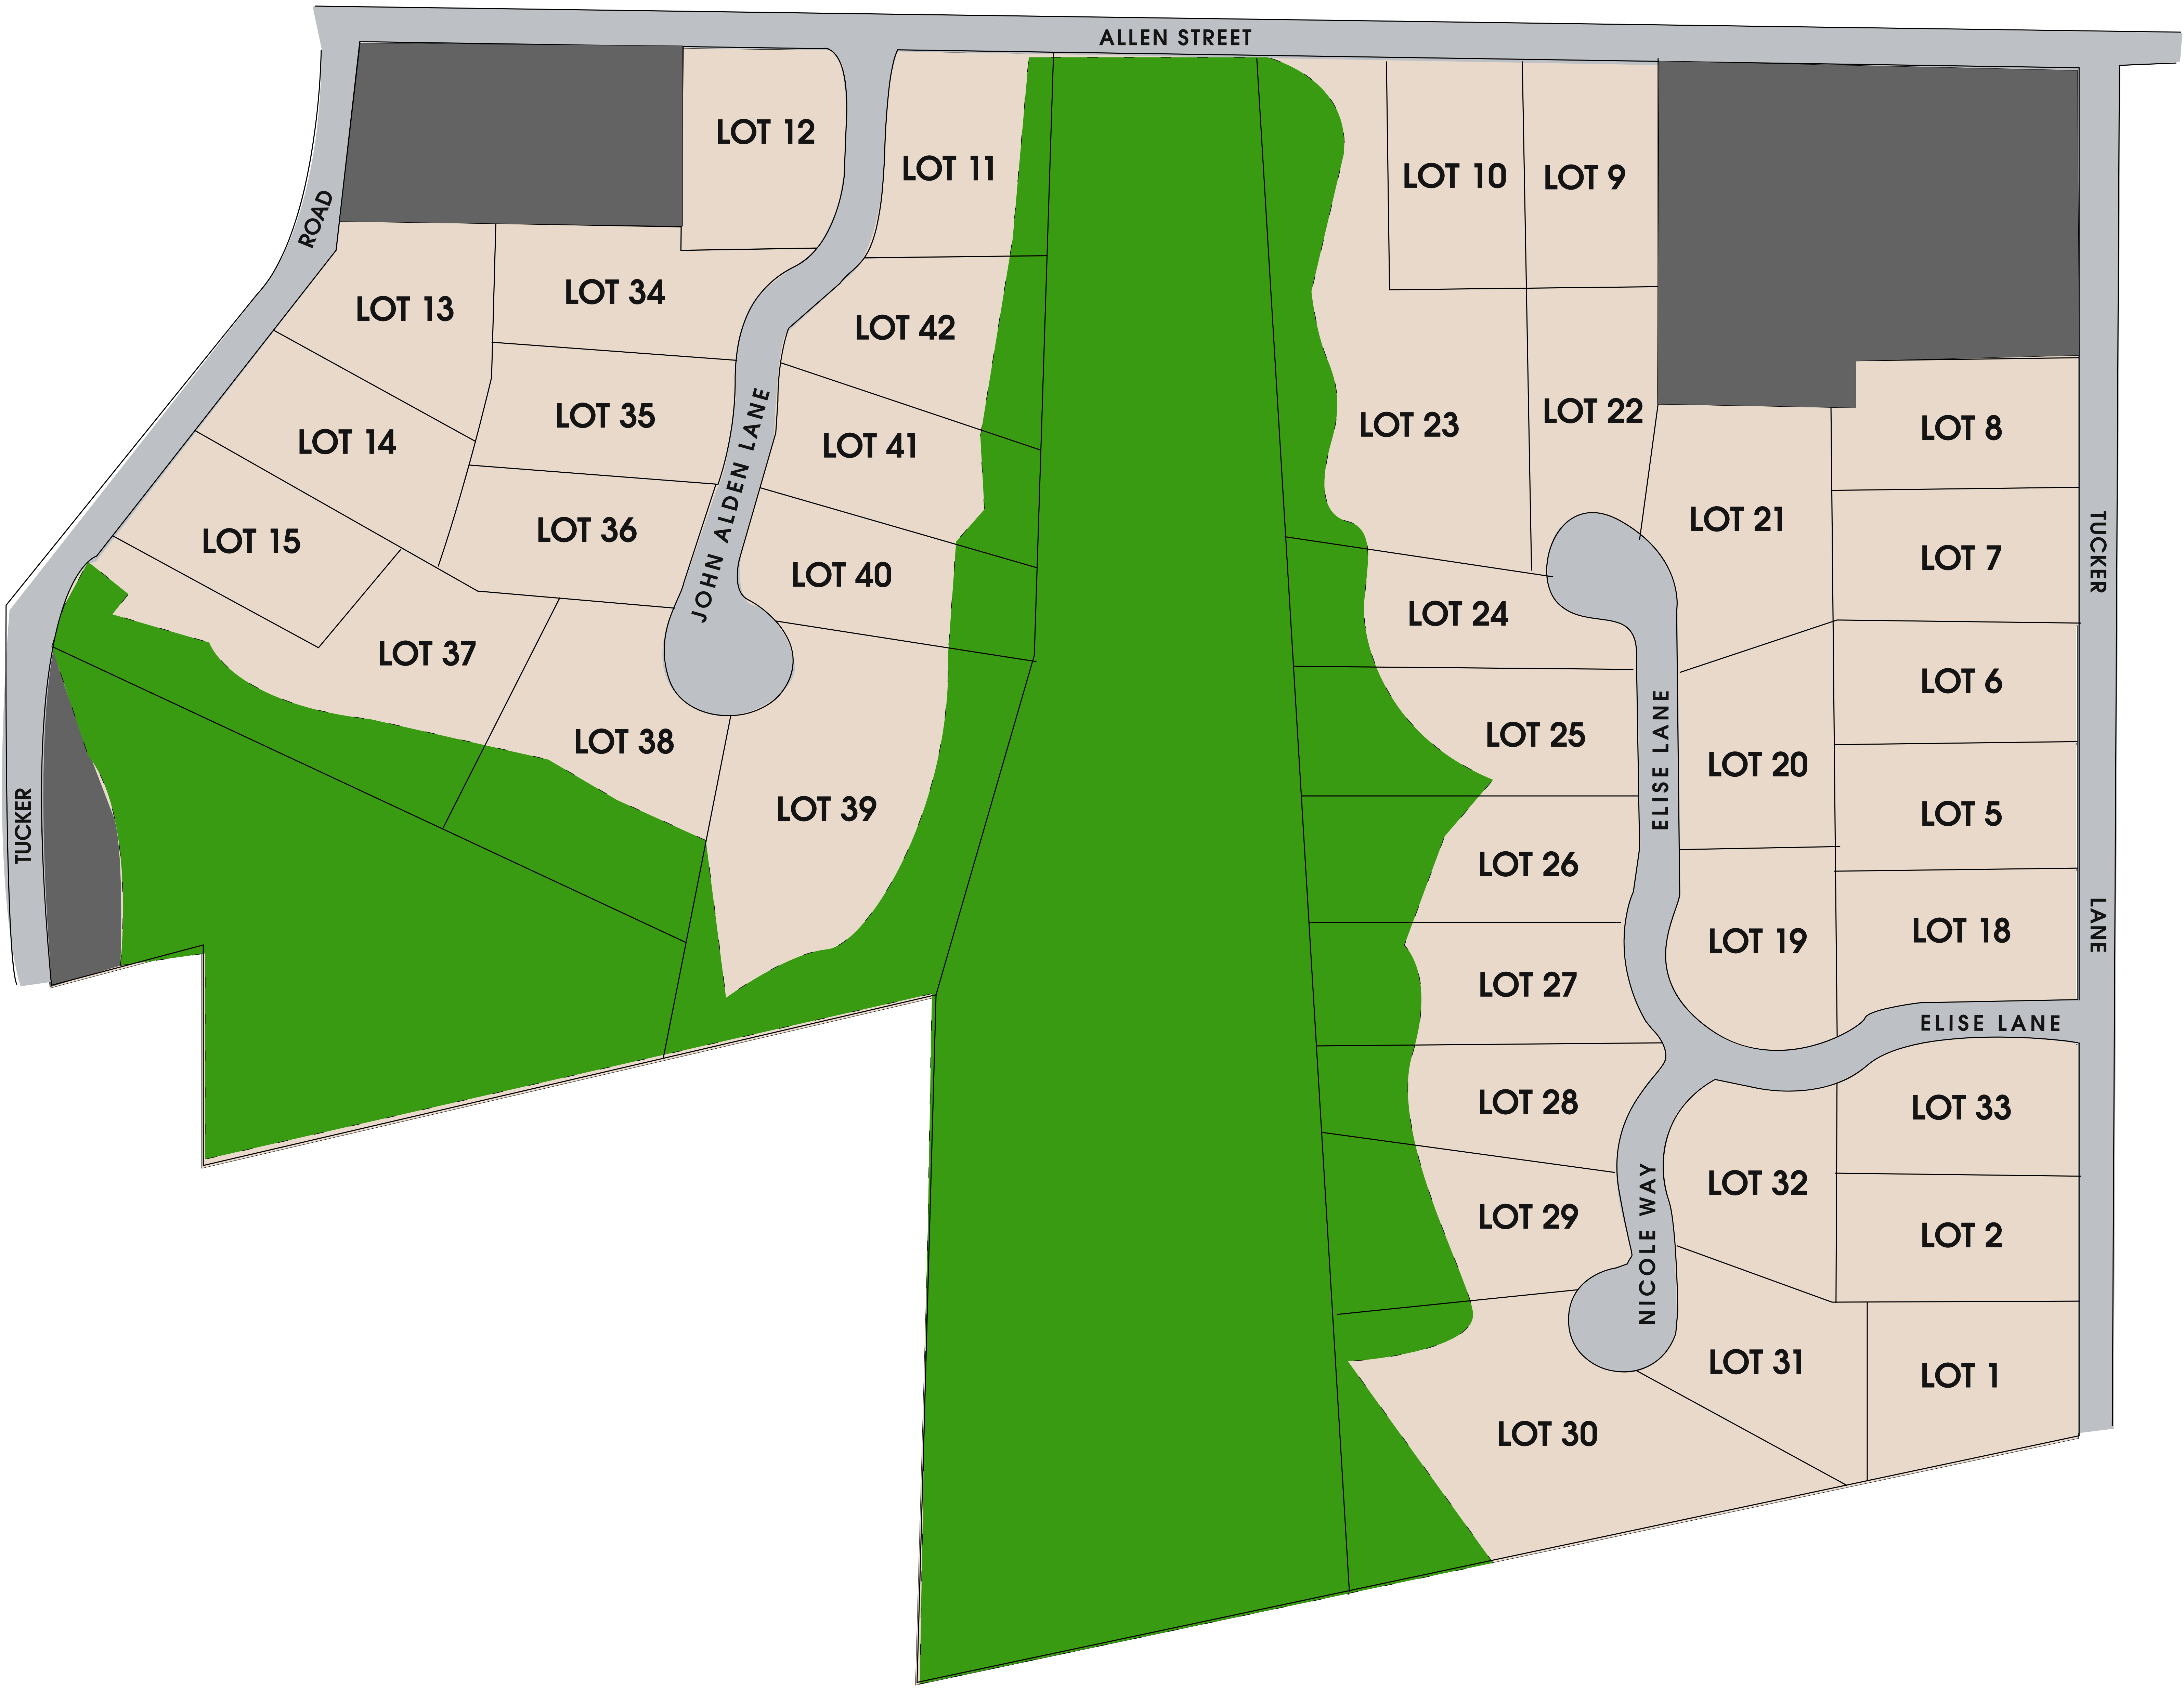 ALLEN STREET
LOT 12
LOT 11
LOT 10
LOT 9
ROAD
LOT 13
LOT 34
LOT 42
LOT 35
LOT 14
LOT 41
LOT 23
LOT 22
LOT 8
JOHN ALDEN LANE
LOT 15
LOT 36
LOT 40
LOT 21
LOT 7
TUCKER
LOT 24
LOT 37
LOT 6
LOT 38
LOT 25
ELISE LANE
LOT 20
LOT 39
LOT 5
TUCKER
LOT 26
LOT 19
LOT 18
LANE
LOT 27
ELISE LANE
LOT 28
LOT 33
LOT 32
LOT 29
LOT 2
NICOLE WAY
LOT 31
LOT 1
LOT 30